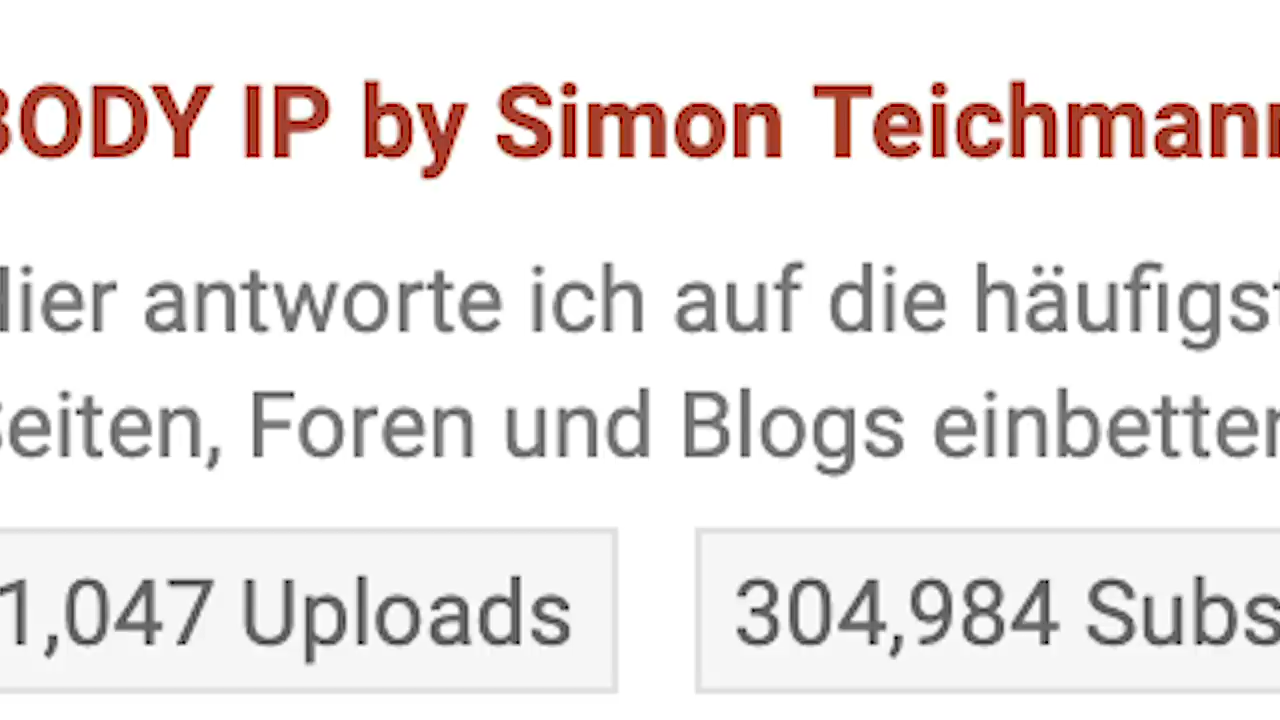 BODY IP by Simon Teichmann
Hier antworte ich auf die häufigst
Seiten, Foren und Blogs einbetten
1,047 Uploads
304,984 Subs